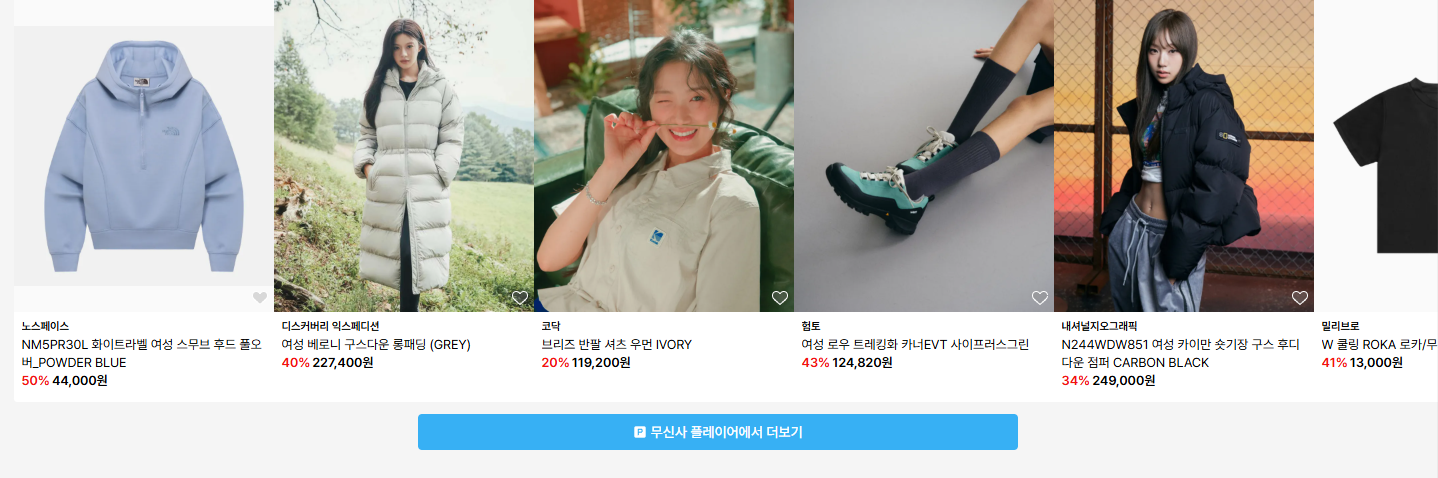 노스페이스
NM5PR30L 화이트라벨 여성 스무브 후드 풀오
버_POWDER BLUE
50% 44,000원
디스커버리 익스페디션
여성 베로니 구스다운 롱패딩 (GREY)
40% 227,400원
코닥
브리즈 반팔 셔츠 우먼 IVORY
20% 119,200원
험토
여성 로우 트레킹화 카너EVT 사이프러스그린
43% 124,820원
내셔널지오그래픽
N244WDW851 여성 카이만 숏기장 구스 후디
다운 점퍼 CARBON BLACK
34% 249,000원
밀리브로
W 쿨링 ROKA 로카/무
41% 13,000원
P 무신사 플레이어에서 더보기